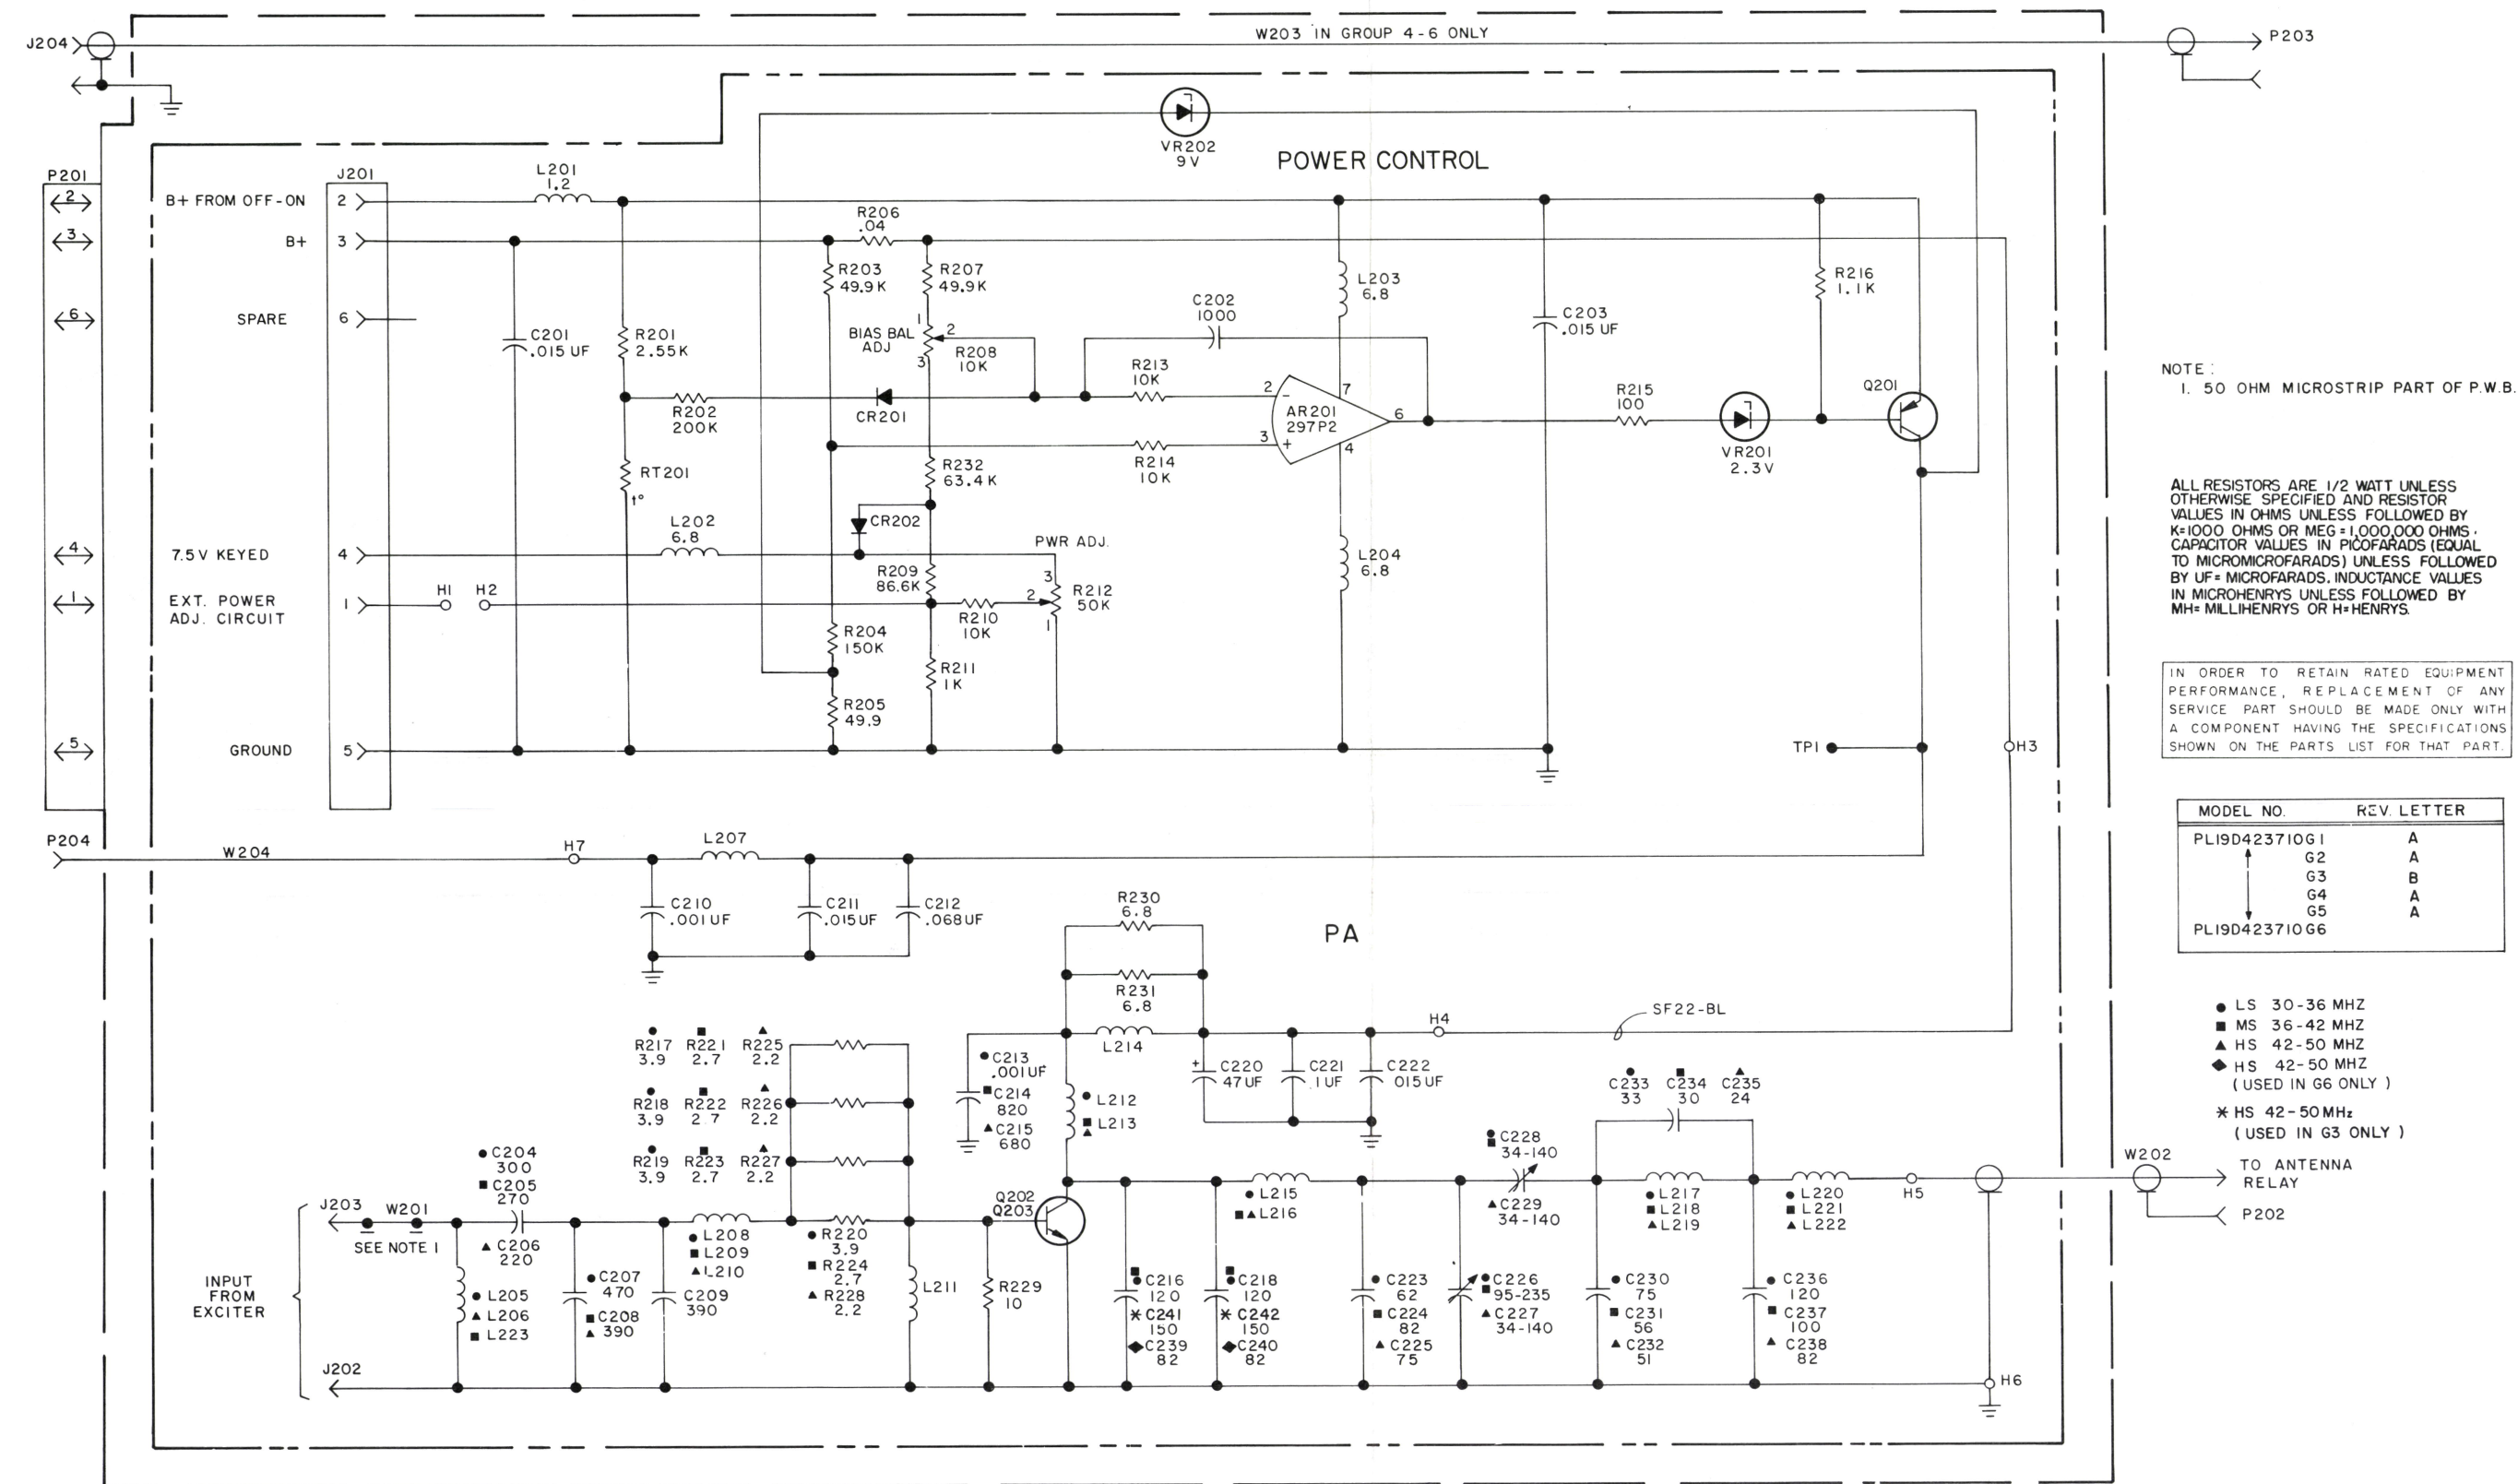 J204
W203 IN GROUP 4-6 ONLY
P203
VR202
9V
POWER CONTROL
P201
2
3
6
4
1
5
J201
B+ FROM OFF-ON
2
B+
3
SPARE
6
7.5V KEYED
4
EXT. POWER
ADJ. CIRCUIT
1
H1
H2
GROUND
5
L201
1.2
C201
.015 UF
R201
2.55K
R202
200K
RT201
t°
L202
6.8
R206
.04
R203
49.9K
R207
49.9K
BIAS BAL
ADJ
1
2
3
R208
10K
CR201
R232
63.4K
CR202
R209
86.6K
R210
10K
PWR ADJ.
3
2
1
R212
50K
R204
150K
R211
1K
R205
49.9
C202
1000
R213
10K
R214
10K
2
-
3
+
AR201
297P2
7
6
4
L203
6.8
L204
6.8
C203
.015 UF
R215
100
VR201
2.3V
R216
1.1K
Q201
TP1
H3
NOTE:
1. 50 OHM MICROSTRIP PART OF P.W.B.
ALL RESISTORS ARE 1/2 WATT UNLESS
OTHERWISE SPECIFIED AND RESISTOR
VALUES IN OHMS UNLESS FOLLOWED BY
K=1000 OHMS OR MEG=1,000,000 OHMS.
CAPACITOR VALUES IN PICOFARADS (EQUAL
TO MICROMICROFARADS) UNLESS FOLLOWED
BY UF= MICROFARADS. INDUCTANCE VALUES
IN MICROHENRYS UNLESS FOLLOWED BY
MH= MILLIHENRYS OR H=HENRYS.
IN ORDER TO RETAIN RATED EQUIPMENT
PERFORMANCE, REPLACEMENT OF ANY
SERVICE PART SHOULD BE MADE ONLY WITH
A COMPONENT HAVING THE SPECIFICATIONS
SHOWN ON THE PARTS LIST FOR THAT PART.
MODEL NO. REV. LETTER
PL19D423710G1 A
G2 A
G3 B
G4 A
G5 A
PL19D423710G6
● LS 30-36 MHZ
■ MS 36-42 MHZ
▲ HS 42-50 MHZ
◆ HS 42-50 MHZ
(USED IN G6 ONLY)
* HS 42-50MHz
(USED IN G3 ONLY)
P204
W204
H7
L207
C210
.001UF
C211
.015UF
C212
.068UF
PA
R230
6.8
R231
6.8
L214
H4
SF22-BL
● R217 ■ R221 ▲ R225
3.9 2.7 2.2
● R218 ■ R222 ▲ R226
3.9 2.7 2.2
● R219 ■ R223 ▲ R227
3.9 2.7 2.2
● C213
.001UF
■ C214
820
▲ C215
680
● L212
■ L213
▲
+
C220
47UF
C221
.1UF
C222
015UF
● C233 ■ C234 ▲ C235
33 30 24
INPUT
FROM
EXCITER
J203
W201
SEE NOTE 1
J202
● C204
300
■ C205
270
▲ C206
220
● L205
▲ L206
■ L223
● C207
470
■ C208
▲ 390
C209
390
● L208
■ L209
▲ L210
● R220
3.9
■ R224
2.7
▲ R228
2.2
L211
R229
10
Q202
Q203
■
● C216
120
* C241
150
◆ C239
82
■
● C218
120
* C242
150
◆ C240
82
● L215
■ ▲ L216
● C223
62
■ C224
82
▲ C225
75
● C228
■ 34-140
▲ C229
34-140
● C226
■ 95-235
▲ C227
34-140
● C230
75
■ C231
56
▲ C232
51
● L217
■ L218
▲ L219
● L220
■ L221
▲ L222
● C236
120
■ C237
100
▲ C238
82
H5
H6
W202
TO ANTENNA
RELAY
P202